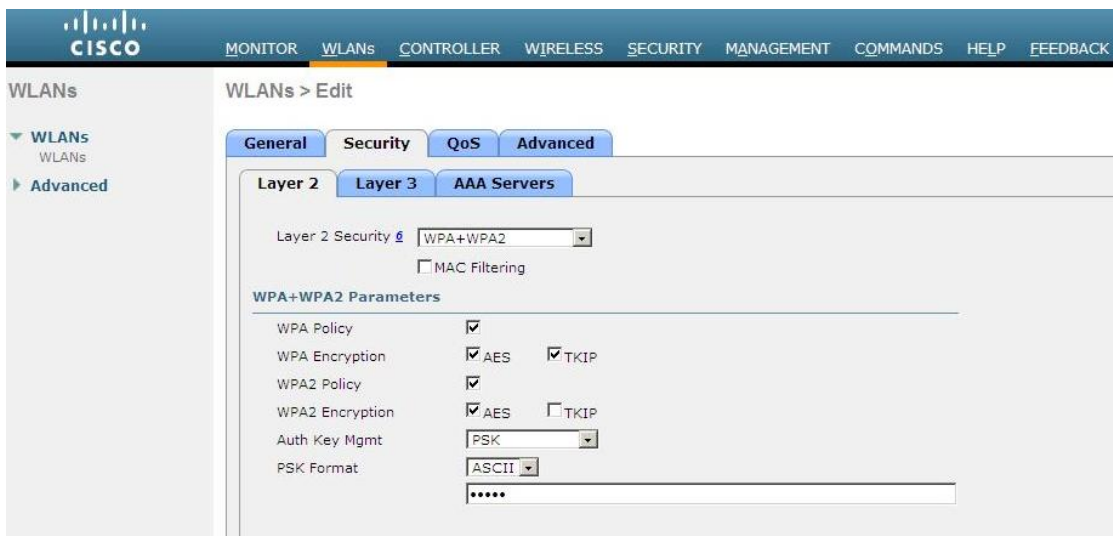 CISCO
MONITOR WLANs CONTROLLER WIRELESS SECURITY MANAGEMENT COMMANDS HELP FEEDBACK
WLANs
WLANs
WLANs
Advanced
WLANs > Edit
General Security QoS Advanced
Layer 2 Layer 3 AAA Servers
Layer 2 Security 6 WPA+WPA2
MAC Filtering
WPA+WPA2 Parameters
WPA Policy
WPA Encryption AES TKIP
WPA2 Policy
WPA2 Encryption AES TKIP
Auth Key Mgmt PSK
PSK Format ASCII
•••••